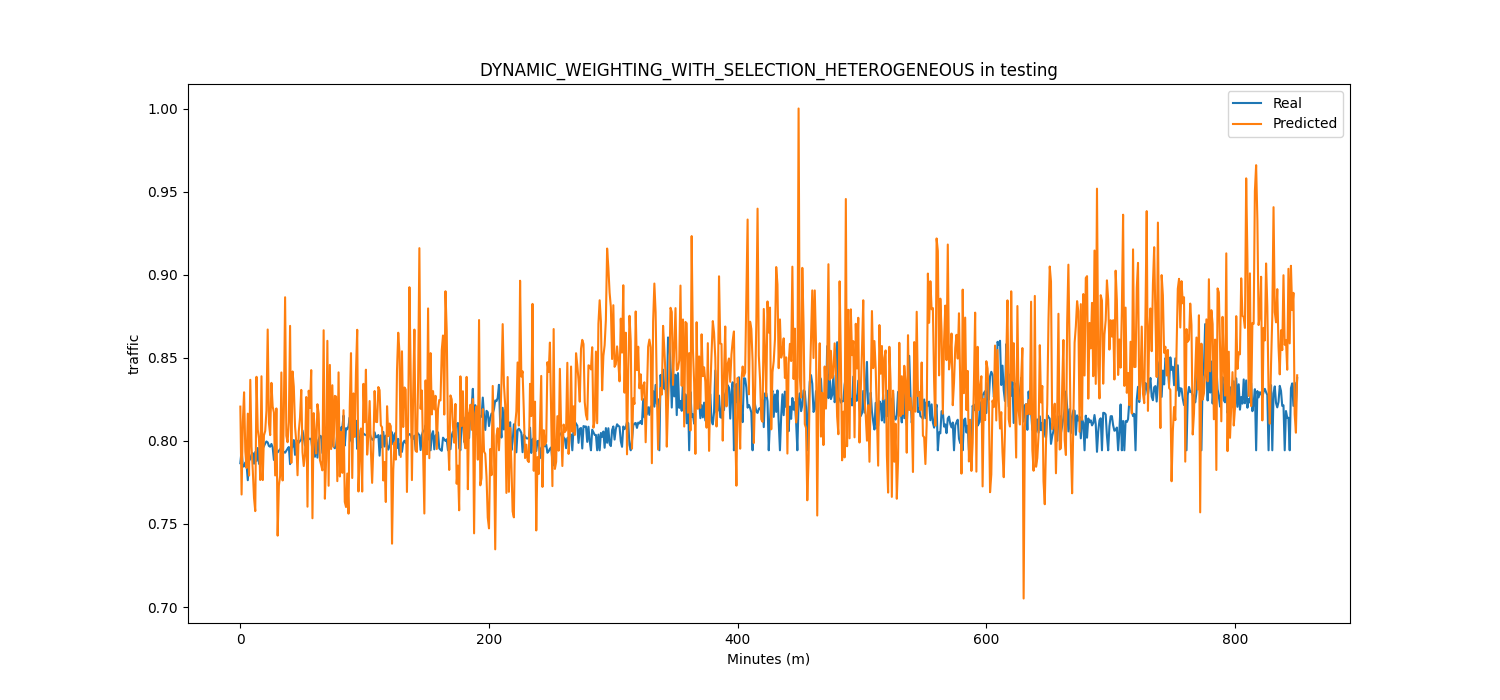 DYNAMIC_WEIGHTING_WITH_SELECTION_HETEROGENEOUS in testing
Real
Predicted
1.00
0.95
0.90
0.85
0.80
0.75
0.70
traffic
0 200 400 600 800
Minutes (m)